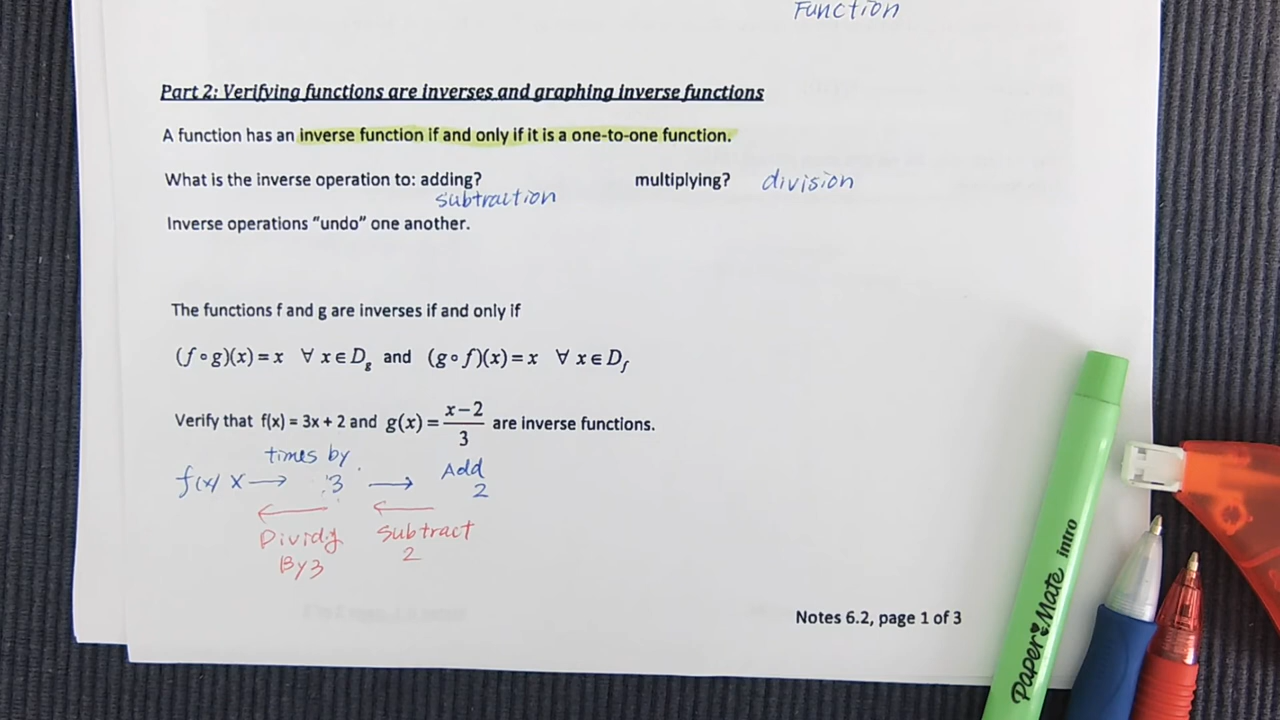 Function
Part 2: Verifying functions are inverses and graphing inverse functions
A function has an inverse function if and only if it is a one-to-one function.
What is the inverse operation to: adding? multiplying? division
subtraction
Inverse operations "undo" one another.
The functions f and g are inverses if and only if
(f∘g)(x) = x ∀ x ∈ D_g and (g∘f)(x) = x ∀ x ∈ D_f
Verify that f(x) = 3x + 2 and g(x) = (x−2)/3 are inverse functions.
times by
f(x) X → 3 → Add
2
← ←
Subtract
By 3 2
Notes 6.2, page 1 of 3
Paper Mate intro